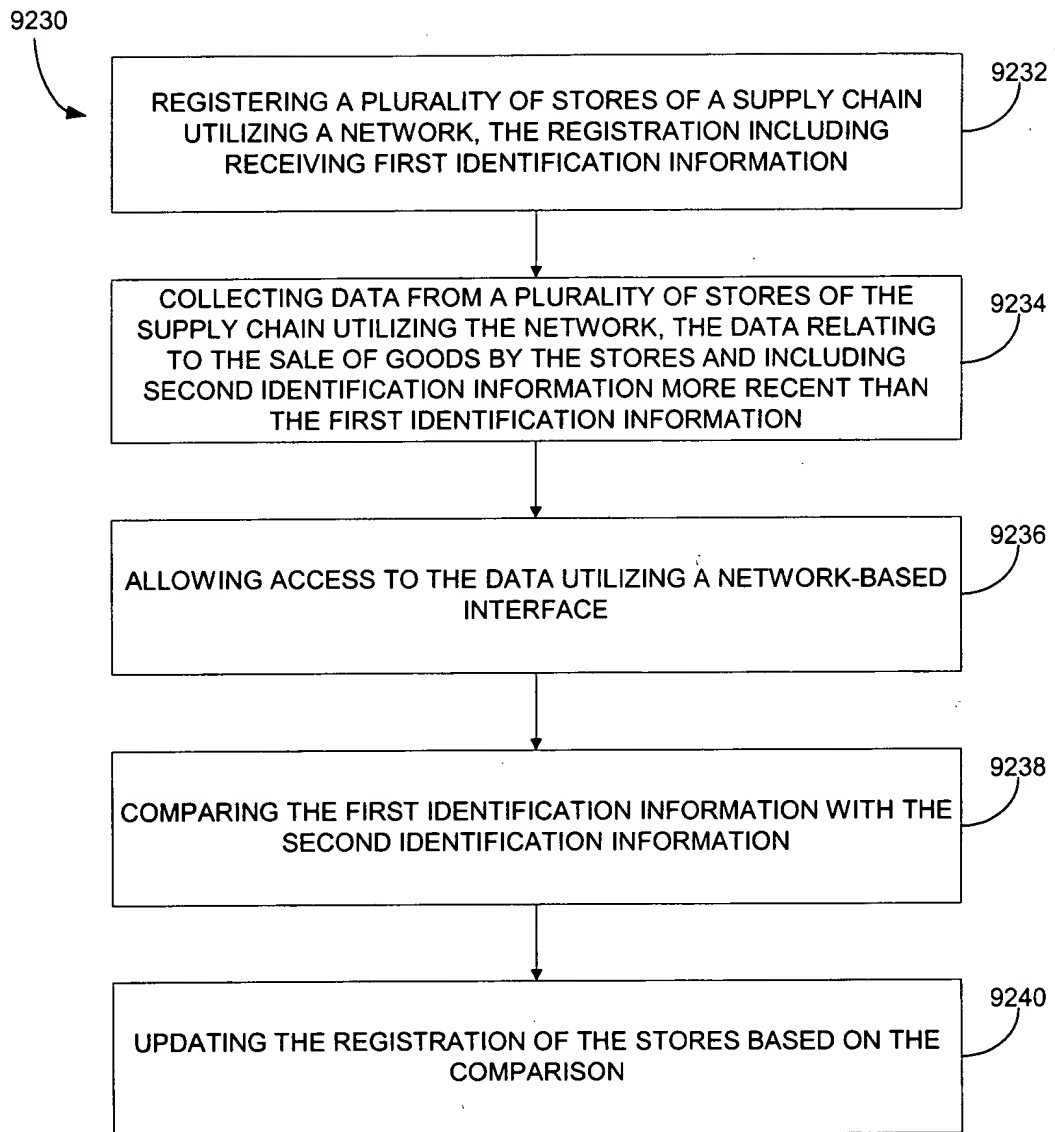 9230
9232
REGISTERING A PLURALITY OF STORES OF A SUPPLY CHAIN
UTILIZING A NETWORK, THE REGISTRATION INCLUDING
RECEIVING FIRST IDENTIFICATION INFORMATION
9234
COLLECTING DATA FROM A PLURALITY OF STORES OF THE
SUPPLY CHAIN UTILIZING THE NETWORK, THE DATA RELATING
TO THE SALE OF GOODS BY THE STORES AND INCLUDING
SECOND IDENTIFICATION INFORMATION MORE RECENT THAN
THE FIRST IDENTIFICATION INFORMATION
9236
ALLOWING ACCESS TO THE DATA UTILIZING A NETWORK-BASED
INTERFACE
9238
COMPARING THE FIRST IDENTIFICATION INFORMATION WITH THE
SECOND IDENTIFICATION INFORMATION
9240
UPDATING THE REGISTRATION OF THE STORES BASED ON THE
COMPARISON